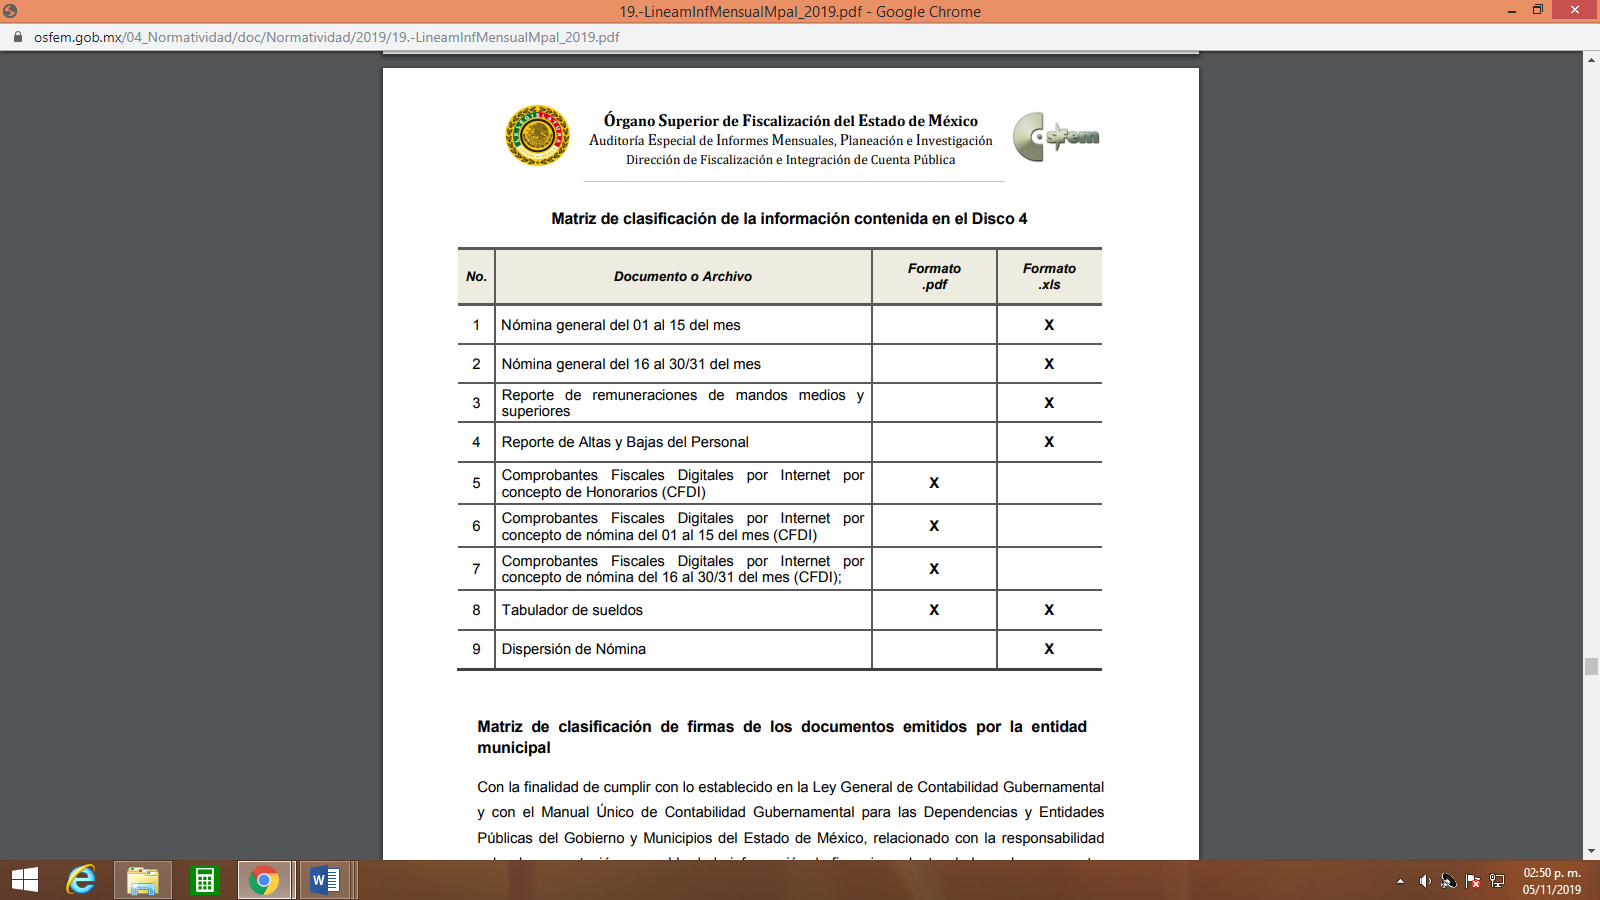 19.-LineamInfMensualMpal_2019.pdf - Google Chrome
osfem.gob.mx/04_Normatividad/doc/Normatividad/2019/19.-LineamInfMensualMpal_2019.pdf
Órgano Superior de Fiscalización del Estado de México
Auditoría Especial de Informes Mensuales, Planeación e Investigación
Dirección de Fiscalización e Integración de Cuenta Pública
osfem
Matriz de clasificación de la información contenida en el Disco 4
No. Documento o Archivo Formato .pdf Formato .xls
1 Nómina general del 01 al 15 del mes X
2 Nómina general del 16 al 30/31 del mes X
3 Reporte de remuneraciones de mandos medios y
superiores X
4 Reporte de Altas y Bajas del Personal X
5 Comprobantes Fiscales Digitales por Internet por
concepto de Honorarios (CFDI) X
6 Comprobantes Fiscales Digitales por Internet por
concepto de nómina del 01 al 15 del mes (CFDI) X
7 Comprobantes Fiscales Digitales por Internet por
concepto de nómina del 16 al 30/31 del mes (CFDI); X
8 Tabulador de sueldos X X
9 Dispersión de Nómina X
Matriz de clasificación de firmas de los documentos emitidos por la entidad
municipal
Con la finalidad de cumplir con lo establecido en la Ley General de Contabilidad Gubernamental
y con el Manual Único de Contabilidad Gubernamental para las Dependencias y Entidades
Públicas del Gobierno y Municipios del Estado de México, relacionado con la responsabilidad
02:50 p. m.
05/11/2019